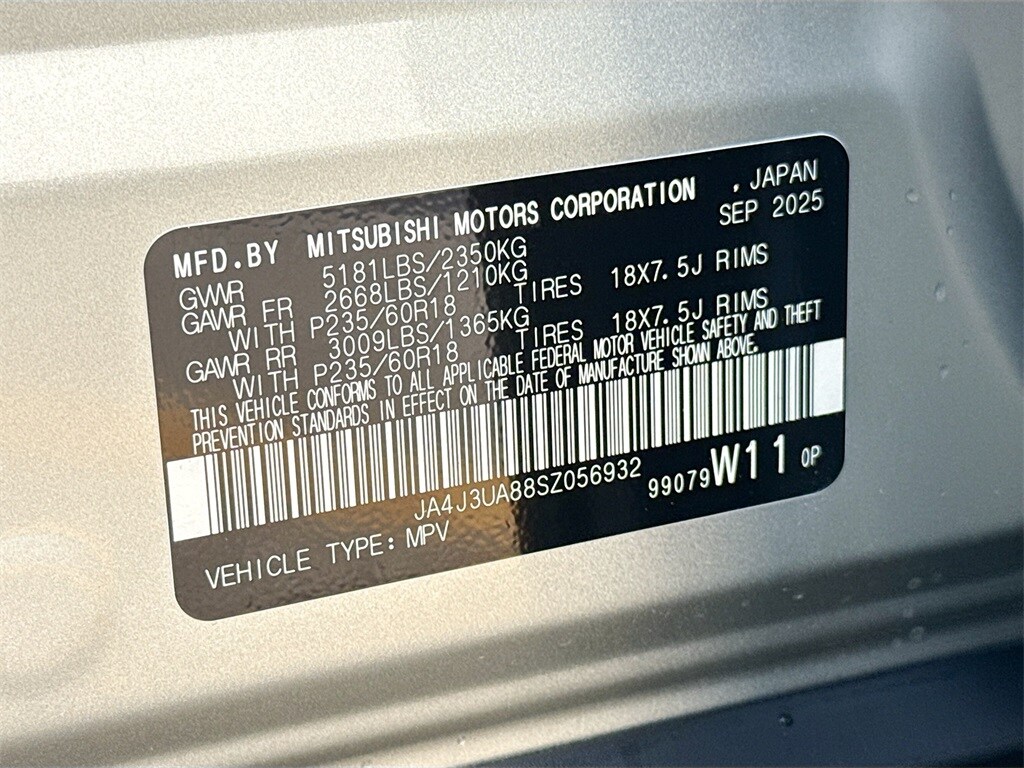 MFD.BY MITSUBISHI MOTORS CORPORATION , JAPAN
SEP 2025
GVWR 5181LBS/2350KG
GAWR FR 2668LBS/1210KG
WITH P235/60R18 TIRES 18X7.5J RIMS
GAWR RR 3009LBS/1365KG
WITH P235/60R18 TIRES 18X7.5J RIMS
THIS VEHICLE CONFORMS TO ALL APPLICABLE FEDERAL MOTOR VEHICLE SAFETY AND THEFT
PREVENTION STANDARDS IN EFFECT ON THE DATE OF MANUFACTURE SHOWN ABOVE.
JA4J3UA88SZ056932 99079 W11 0P
VEHICLE TYPE: MPV